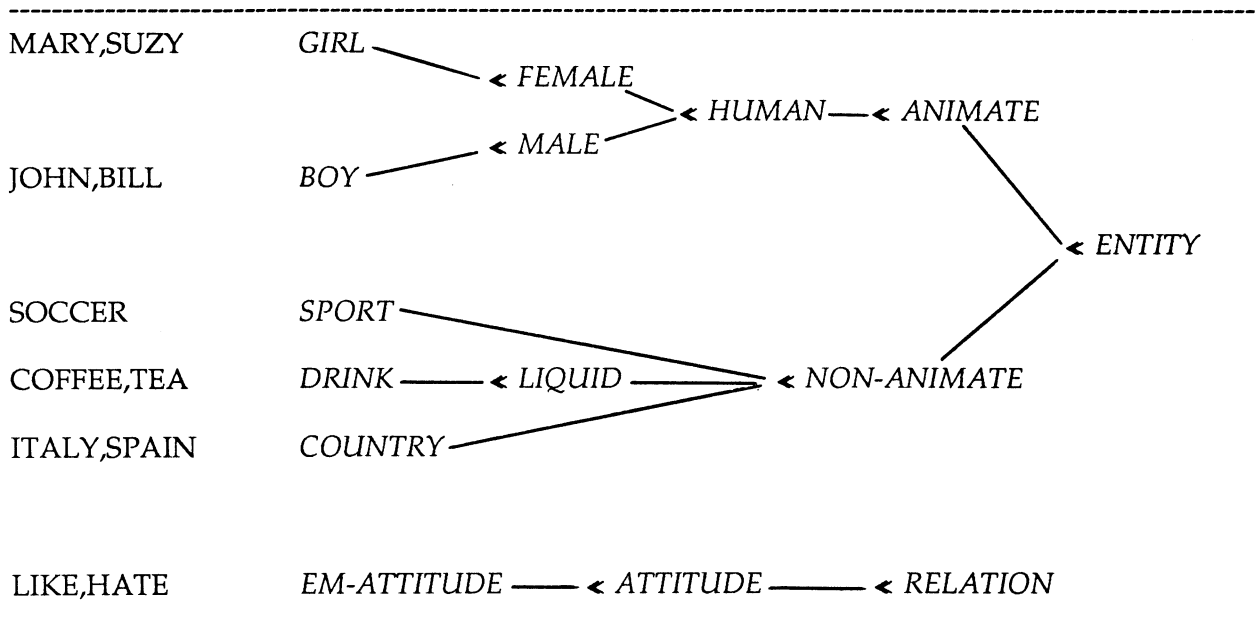 MARY,SUZY GIRL
< FEMALE
< HUMAN < ANIMATE
< MALE
JOHN,BILL BOY
< ENTITY
SOCCER SPORT
COFFEE,TEA DRINK < LIQUID < NON-ANIMATE
ITALY,SPAIN COUNTRY
LIKE,HATE EM-ATTITUDE < ATTITUDE < RELATION